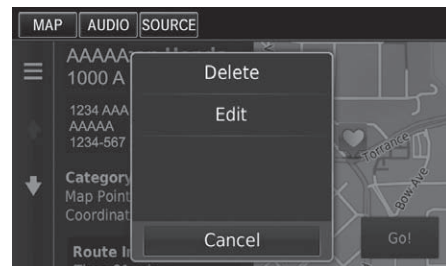 MAP AUDIO SOURCE
AAAAA
1000 A
1234 AAA
AAAAA
1234-567
Category
Map Point
Coordinat
Route In
Delete
Edit
Cancel
Torrance
Bow Ave
Go!